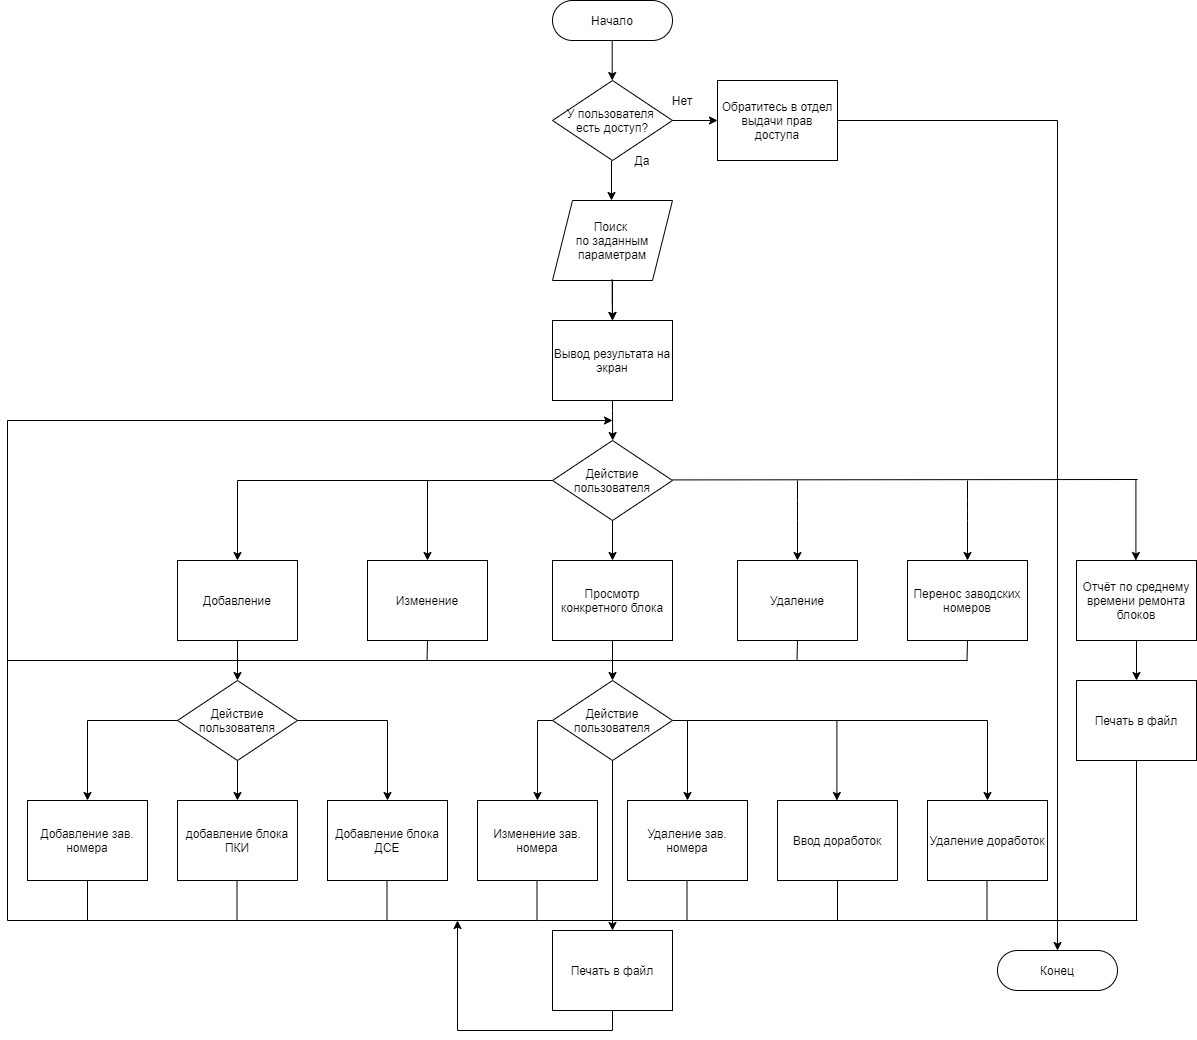 Начало
У пользователя
есть доступ?
Нет
Обратитесь в отдел
выдачи прав
доступа
Да
Поиск
по заданным
параметрам
Вывод результата на
экран
Действие
пользователя
Добавление
Изменение
Просмотр
конкретного блока
Удаление
Перенос заводских
номеров
Отчёт по среднему
времени ремонта
блоков
Действие
пользователя
Действие
пользователя
Печать в файл
Добавление зав.
номера
добавление блока
ПКИ
Добавление блока
ДСЕ
Изменение зав.
номера
Удаление зав.
номера
Ввод доработок
Удаление доработок
Печать в файл
Конец